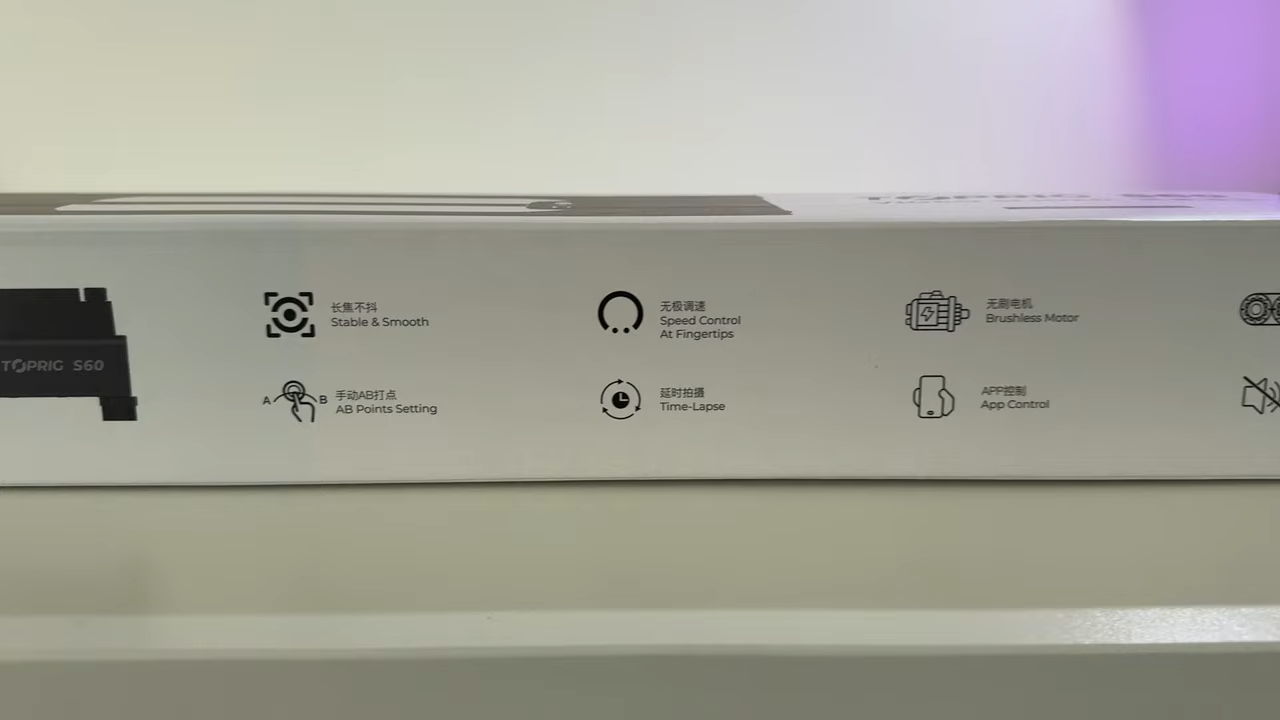 TOPRIG S60
长焦不抖
Stable & Smooth
无极调速
Speed Control
At Fingertips
无刷电机
Brushless Motor
A
B
手动AB打点
AB Points Setting
延时拍摄
Time-Lapse
APP控制
App Control